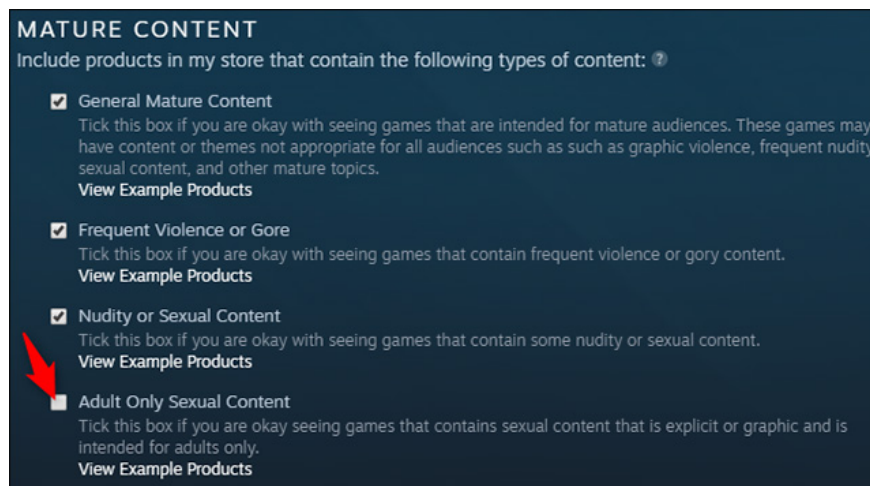 MATURE CONTENT
Include products in my store that contain the following types of content: ?
General Mature Content
Tick this box if you are okay with seeing games that are intended for mature audiences. These games may
have content or themes not appropriate for all audiences such as such as graphic violence, frequent nudity
sexual content, and other mature topics.
View Example Products
Frequent Violence or Gore
Tick this box if you are okay with seeing games that contain frequent violence or gory content.
View Example Products
Nudity or Sexual Content
Tick this box if you are okay with seeing games that contain some nudity or sexual content.
View Example Products
Adult Only Sexual Content
Tick this box if you are okay seeing games that contains sexual content that is explicit or graphic and is
intended for adults only.
View Example Products